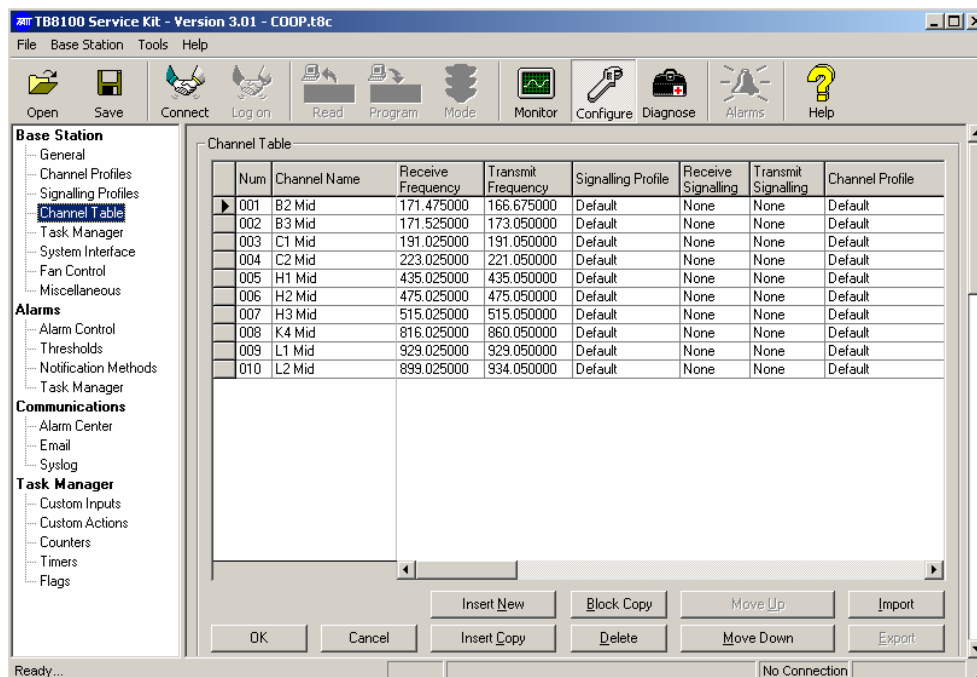 TAIT TB8100 Service Kit - Version 3.01 - COOP.t8c
File Base Station Tools Help
Open Save Connect Log on Read Program Mode Monitor Configure Diagnose Alarms Help
Base Station
General
Channel Profiles
Signalling Profiles
Channel Table
Task Manager
System Interface
Fan Control
Miscellaneous
Alarms
Alarm Control
Thresholds
Notification Methods
Task Manager
Communications
Alarm Center
Email
Syslog
Task Manager
Custom Inputs
Custom Actions
Counters
Timers
Flags
Channel Table
Num Channel Name Receive Frequency Transmit Frequency Signalling Profile Receive Signalling Transmit Signalling Channel Profile
001 B2 Mid 171.475000 166.675000 Default None None Default
002 B3 Mid 171.525000 173.050000 Default None None Default
003 C1 Mid 191.025000 191.050000 Default None None Default
004 C2 Mid 223.025000 221.050000 Default None None Default
005 H1 Mid 435.025000 435.050000 Default None None Default
006 H2 Mid 475.025000 475.050000 Default None None Default
007 H3 Mid 515.025000 515.050000 Default None None Default
008 K4 Mid 816.025000 860.050000 Default None None Default
009 L1 Mid 929.025000 929.050000 Default None None Default
010 L2 Mid 899.025000 934.050000 Default None None Default
Insert New Block Copy Move Up Import
OK Cancel Insert Copy Delete Move Down Export
Ready... No Connection